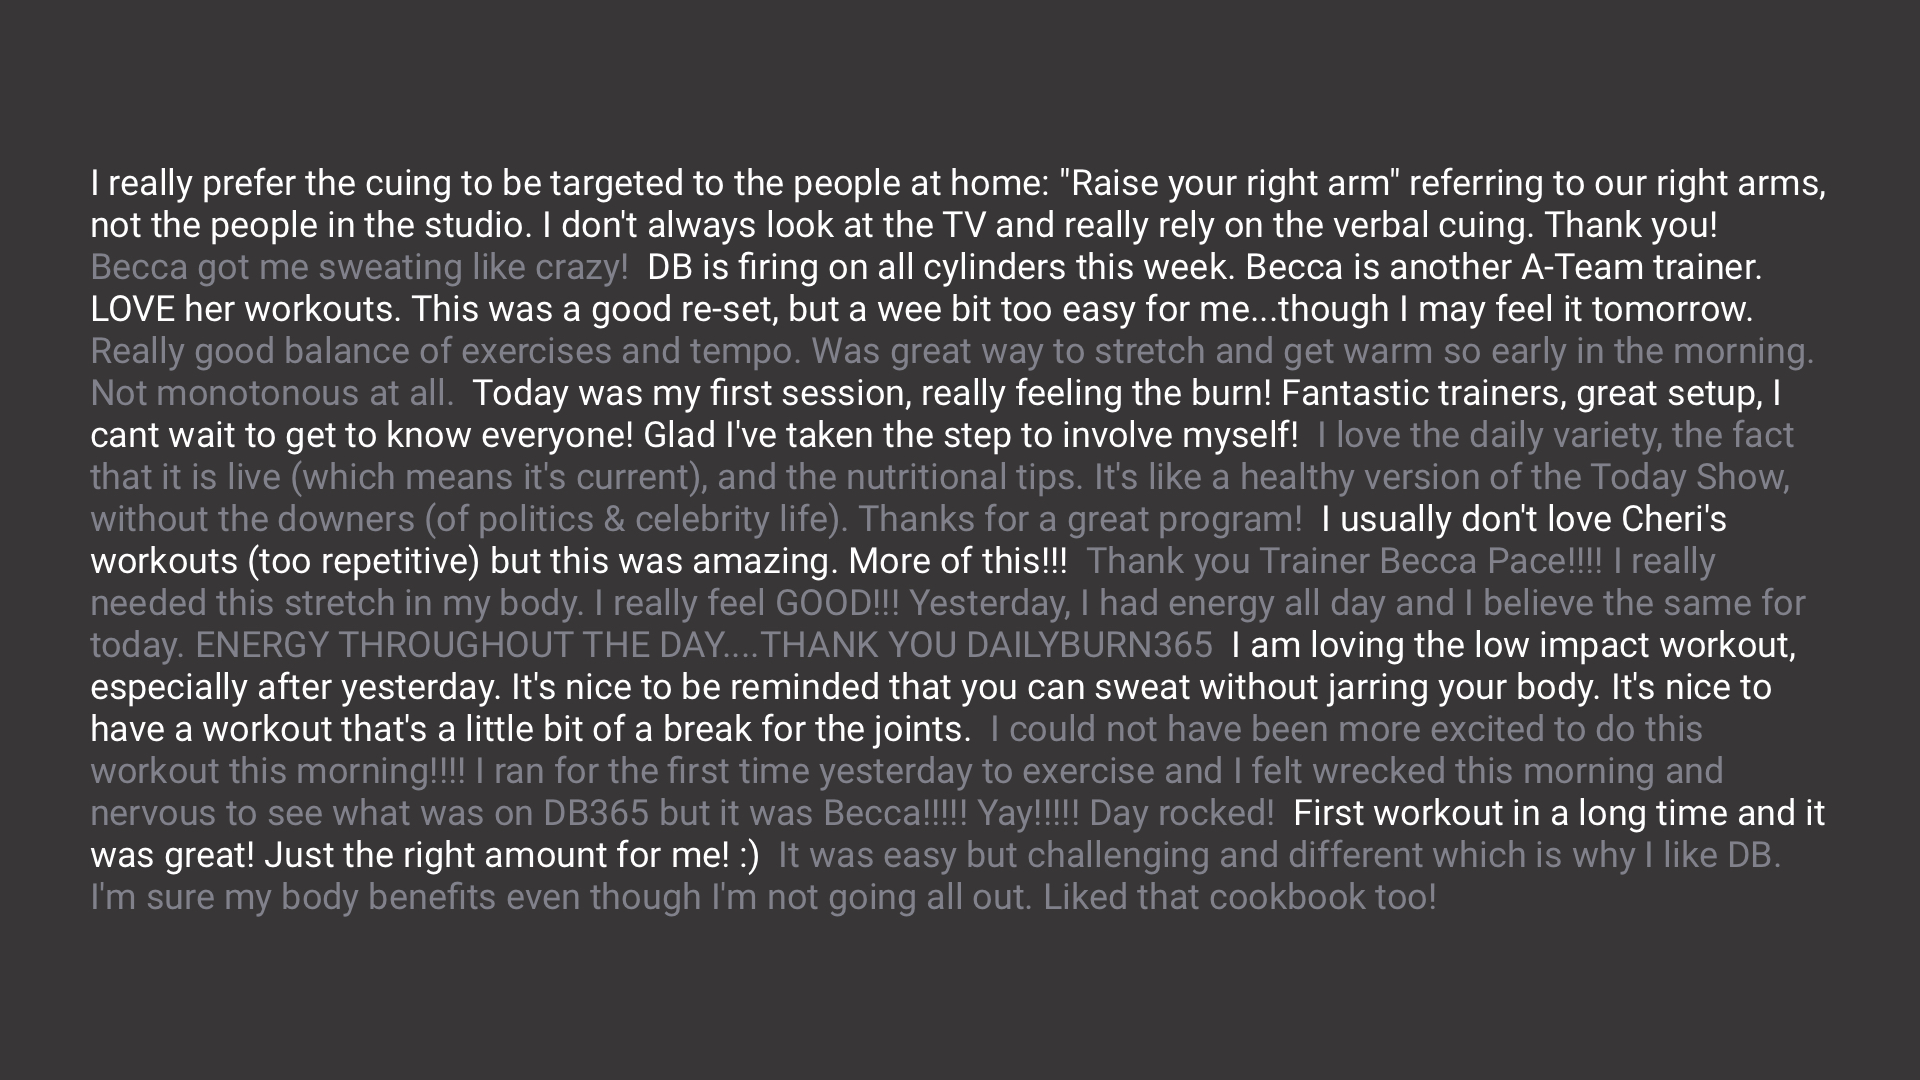 I really prefer the cuing to be targeted to the people at home: "Raise your right arm" referring to our right arms,
not the people in the studio. I don't always look at the TV and really rely on the verbal cuing. Thank you!
Becca got me sweating like crazy!  DB is firing on all cylinders this week. Becca is another A-Team trainer.
LOVE her workouts. This was a good re-set, but a wee bit too easy for me...though I may feel it tomorrow.
Really good balance of exercises and tempo. Was great way to stretch and get warm so early in the morning.
Not monotonous at all.  Today was my first session, really feeling the burn! Fantastic trainers, great setup, I
cant wait to get to know everyone! Glad I've taken the step to involve myself!  I love the daily variety, the fact
that it is live (which means it's current), and the nutritional tips. It's like a healthy version of the Today Show,
without the downers (of politics & celebrity life). Thanks for a great program!  I usually don't love Cheri's
workouts (too repetitive) but this was amazing. More of this!!!  Thank you Trainer Becca Pace!!!! I really
needed this stretch in my body. I really feel GOOD!!! Yesterday, I had energy all day and I believe the same for
today. ENERGY THROUGHOUT THE DAY....THANK YOU DAILYBURN365  I am loving the low impact workout,
especially after yesterday. It's nice to be reminded that you can sweat without jarring your body. It's nice to
have a workout that's a little bit of a break for the joints.  I could not have been more excited to do this
workout this morning!!!! I ran for the first time yesterday to exercise and I felt wrecked this morning and
nervous to see what was on DB365 but it was Becca!!!!! Yay!!!!! Day rocked!  First workout in a long time and it
was great! Just the right amount for me! :)  It was easy but challenging and different which is why I like DB.
I'm sure my body benefits even though I'm not going all out. Liked that cookbook too!